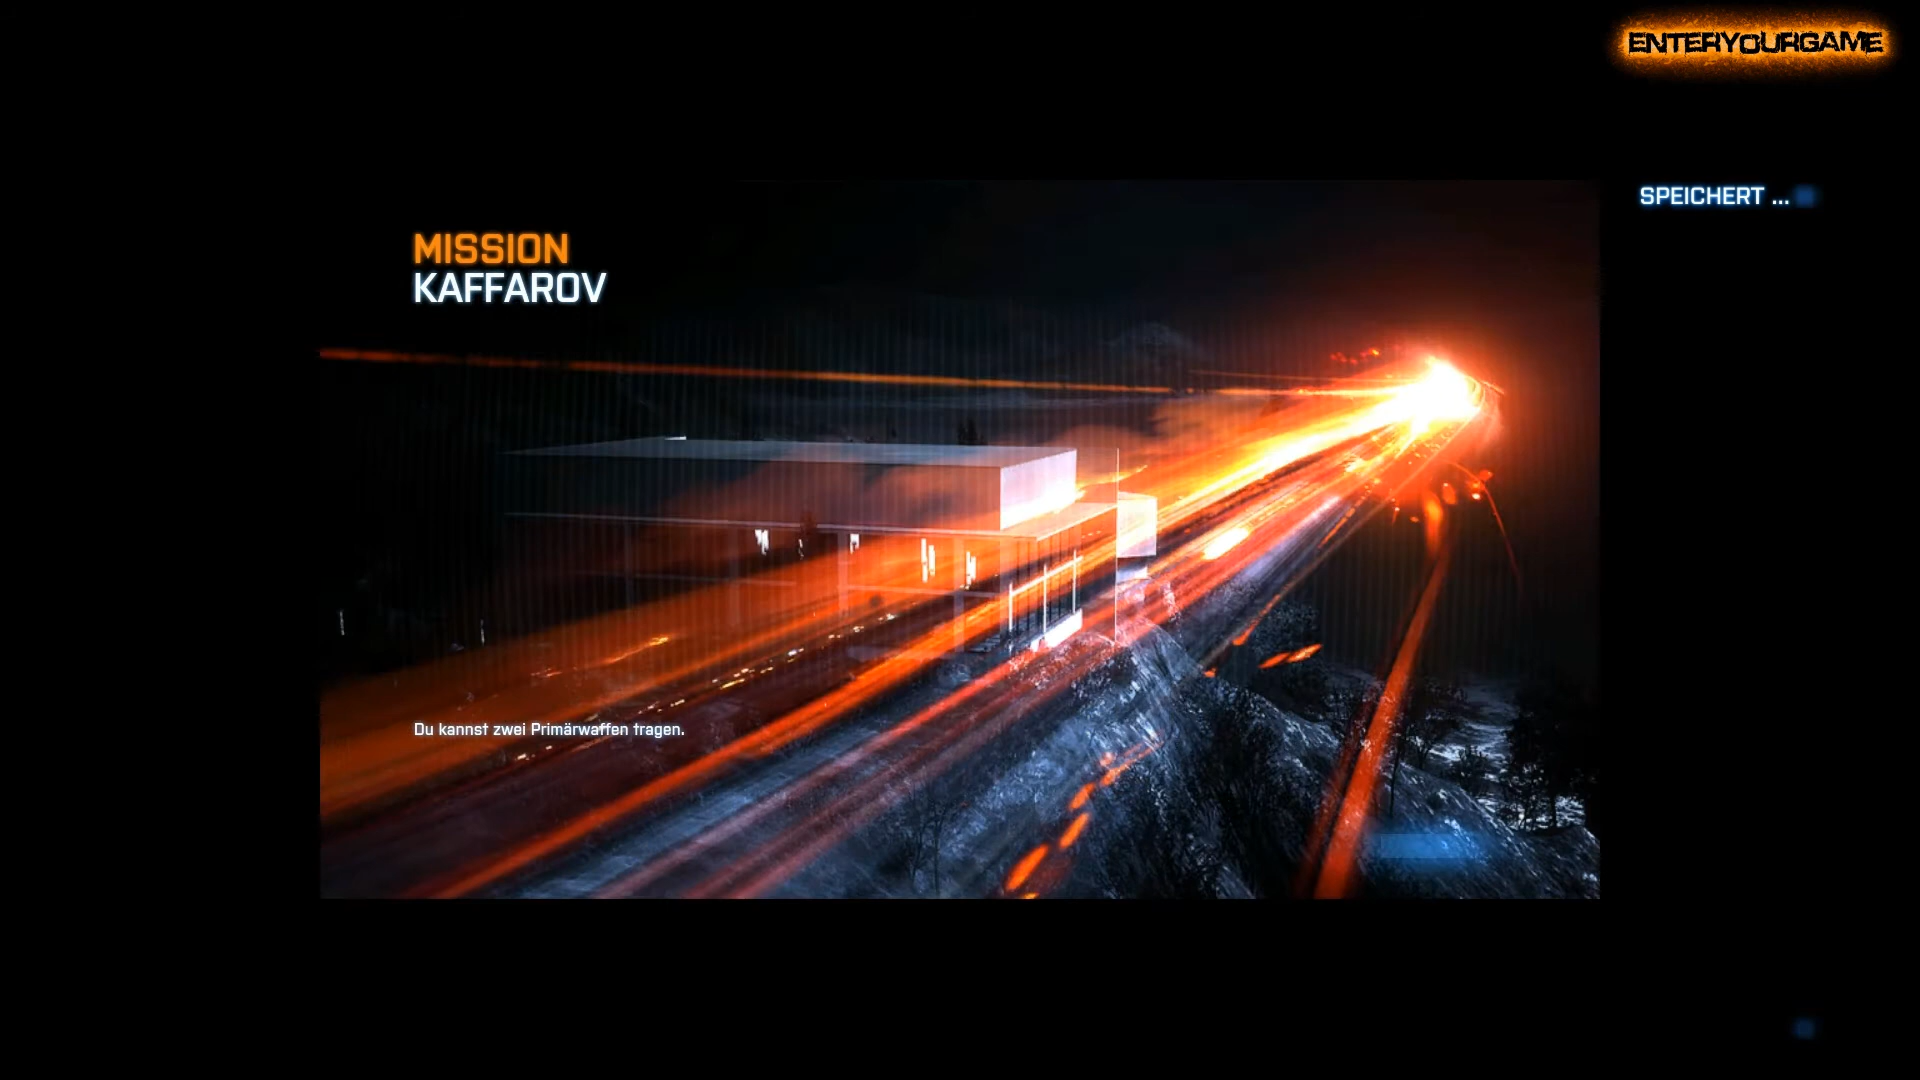 ENTERYOURGAME
SPEICHERT ...
MISSION
KAFFAROV
Du kannst zwei Primärwaffen tragen.